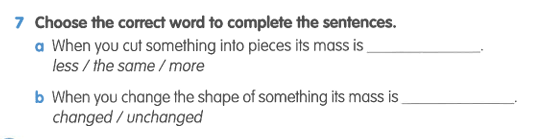 7 Choose the correct word to complete the sentences.
a When you cut something into pieces its mass is ______________.
less / the same / more
b When you change the shape of something its mass is ______________.
changed / unchanged